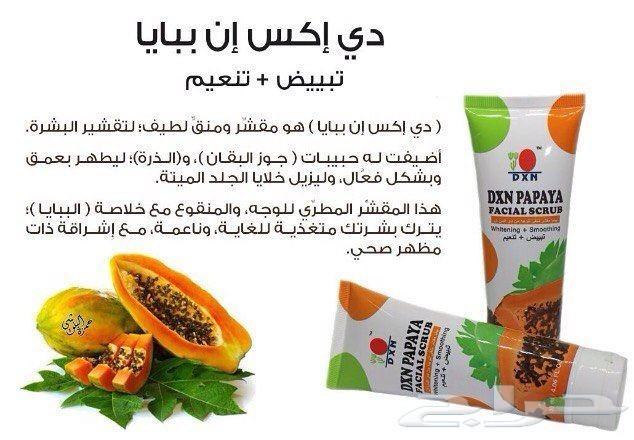 دي إكس إن ببايا
تبييض + تنعيم
( دي إكس إن ببايا ) هو مقشّر ومنقٍّ لطيف؛ لتقشير البشرة.
أضيفت له حبيبات ( جوز البقان )، و(الذرة)؛ ليطهر بعمق
وبشكل فعّال، وليزيل خلايا الجلد الميتة.
هذا المقشّر المطرّي للوجه، والمنقوع مع خلاصة ( الببايا )؛
يترك بشرتك متغذية للغاية، وناعمة، مع إشراقة ذات
مظهر صحي.
DXN
DXN PAPAYA
FACIAL SCRUB
Whitening + Smoothing
تبييض + تنعيم
DXN
DXN PAPAYA
FACIAL SCRUB
Whitening + Smoothing
تبييض + تنعيم
حراج